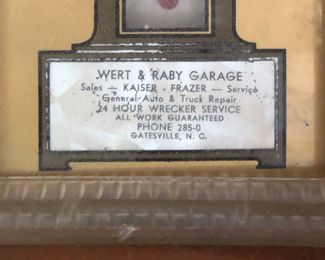 WERT & RABY GARAGE
Sales — KAISER - FRAZER — Service
General Auto & Truck Repair
24 HOUR WRECKER SERVICE
ALL WORK GUARANTEED
PHONE 285-0
GATESVILLE, N. C.